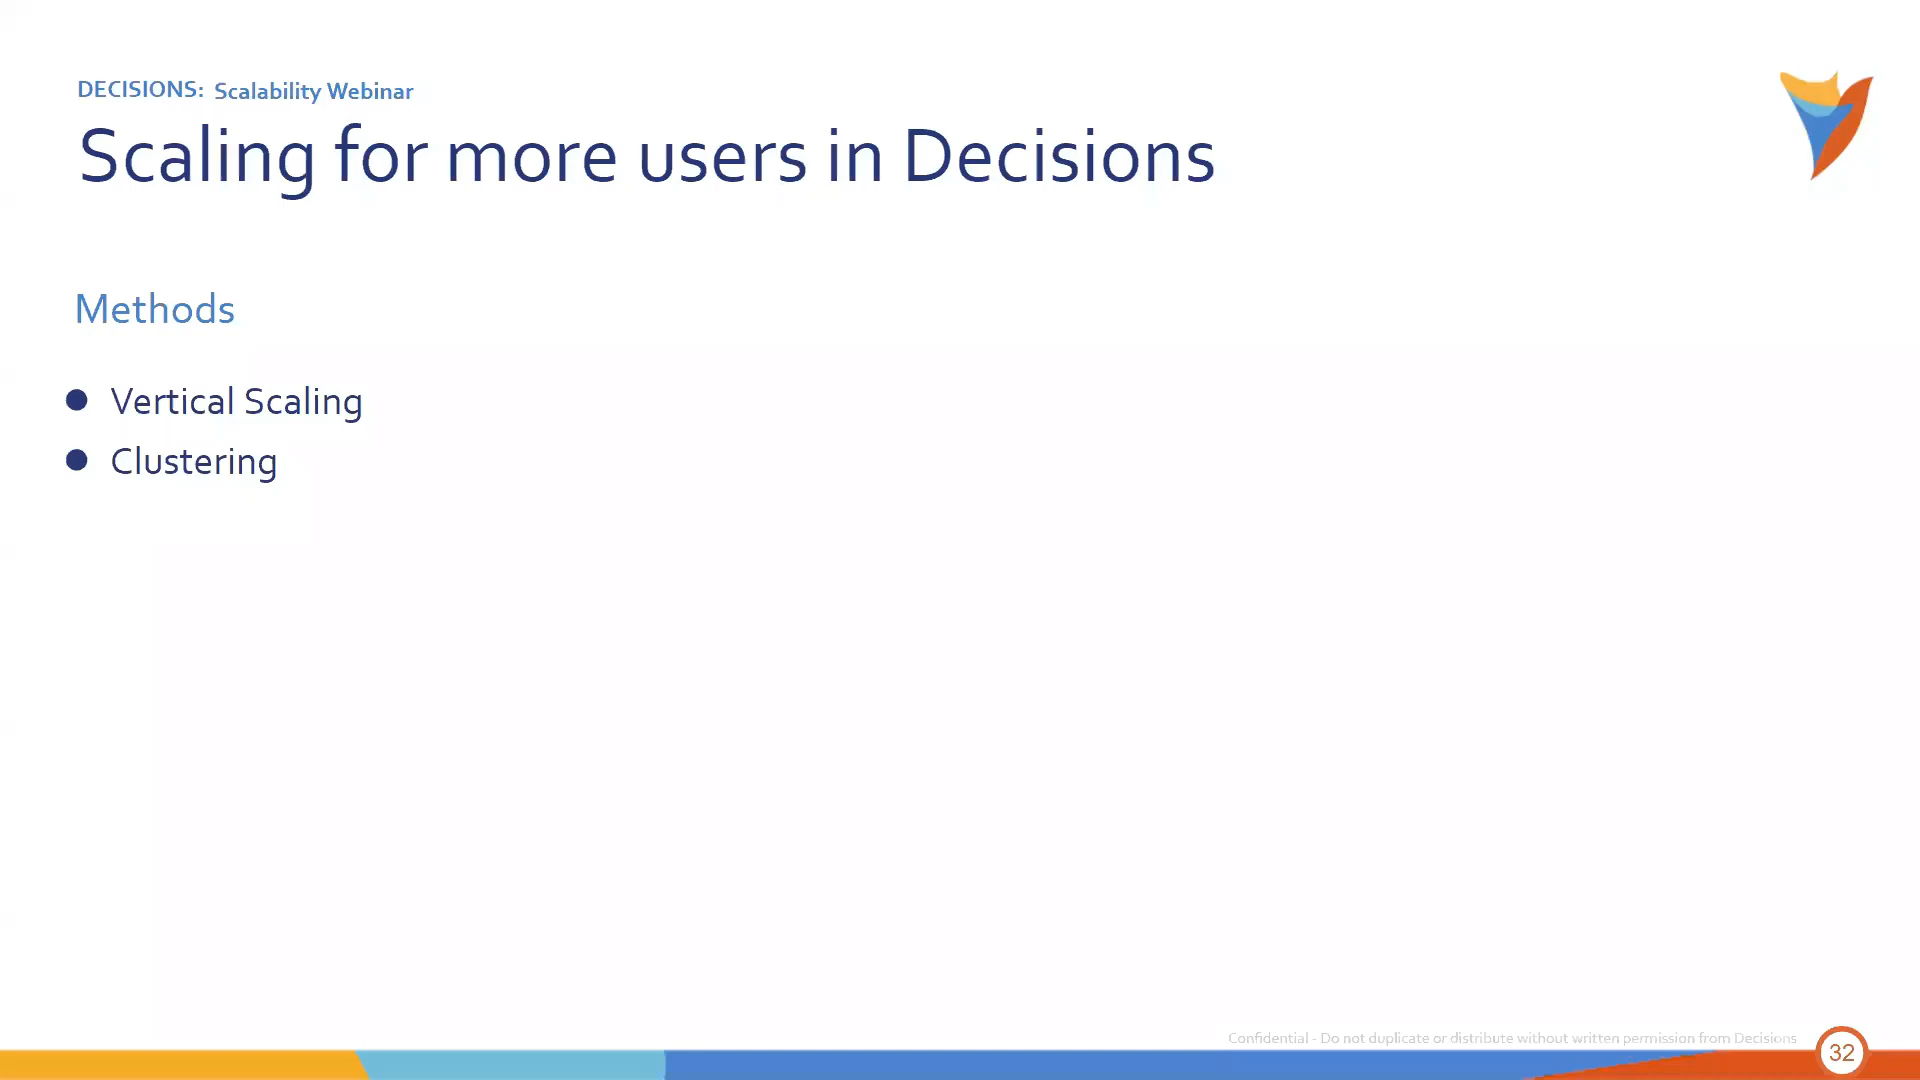 DECISIONS: Scalability Webinar
Scaling for more users in Decisions
Methods
● Vertical Scaling
● Clustering
Confidential - Do not duplicate or distribute without written permission from Decisions
32